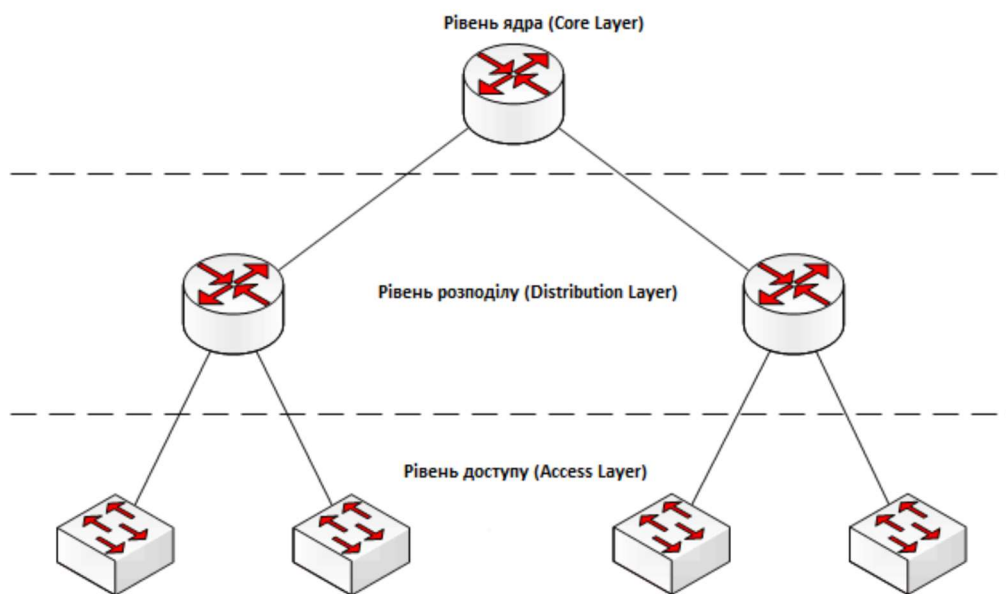 Рівень ядра (Core Layer)
Рівень розподілу (Distribution Layer)
Рівень доступу (Access Layer)